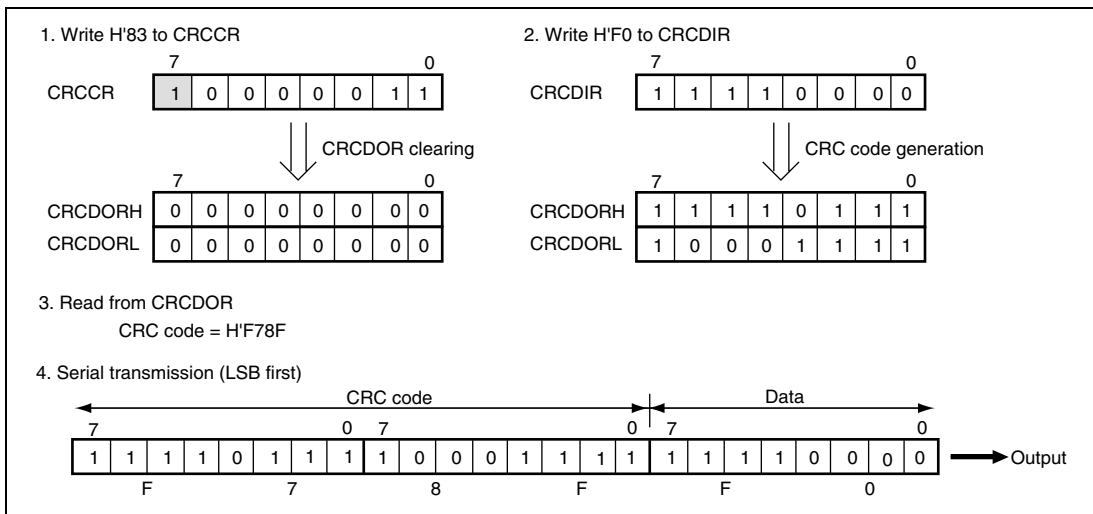 1. Write H'83 to CRCCR
7 0
CRCCR 1 0 0 0 0 0 1 1
CRCDOR clearing
7 0
CRCDORH 0 0 0 0 0 0 0 0
CRCDORL 0 0 0 0 0 0 0 0
2. Write H'F0 to CRCDIR
7 0
CRCDIR 1 1 1 1 0 0 0 0
CRC code generation
7 0
CRCDORH 1 1 1 1 0 1 1 1
CRCDORL 1 0 0 0 1 1 1 1
3. Read from CRCDOR
CRC code = H'F78F
4. Serial transmission (LSB first)
CRC code Data
7 0 7 0 7 0
1 1 1 1 0 1 1 1 1 0 0 0 1 1 1 1 1 1 1 1 0 0 0 0 Output
F 7 8 F F 0